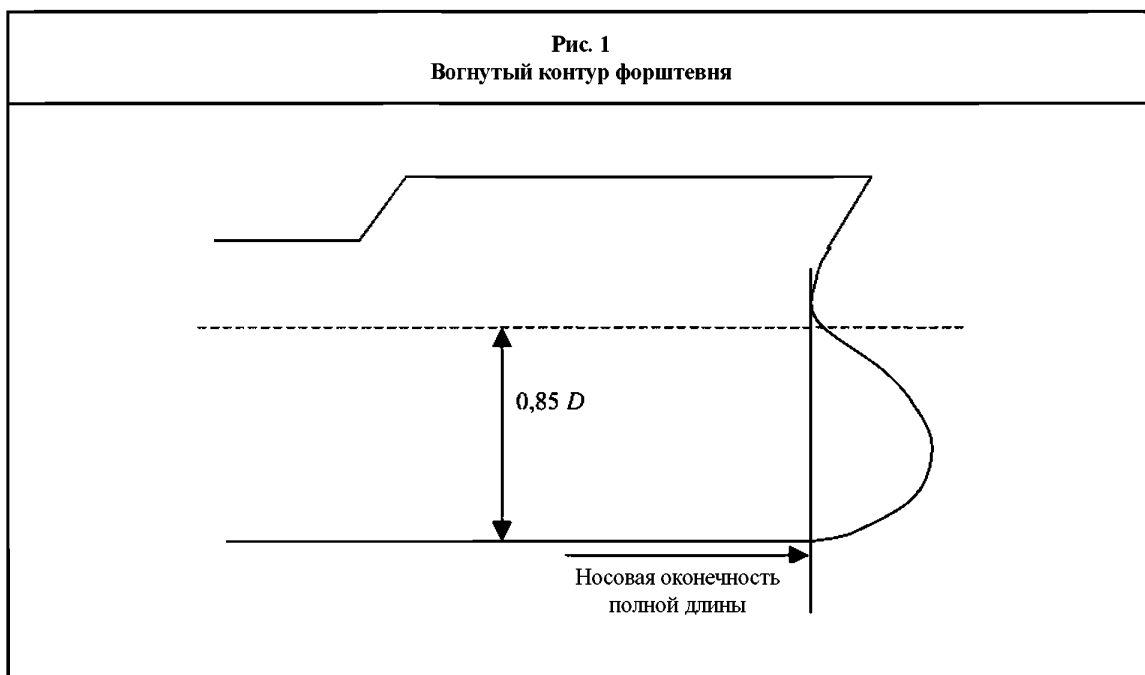 Рис. 1
Вогнутый контур форштевня
0,85 D
Носовая оконечность
полной длины